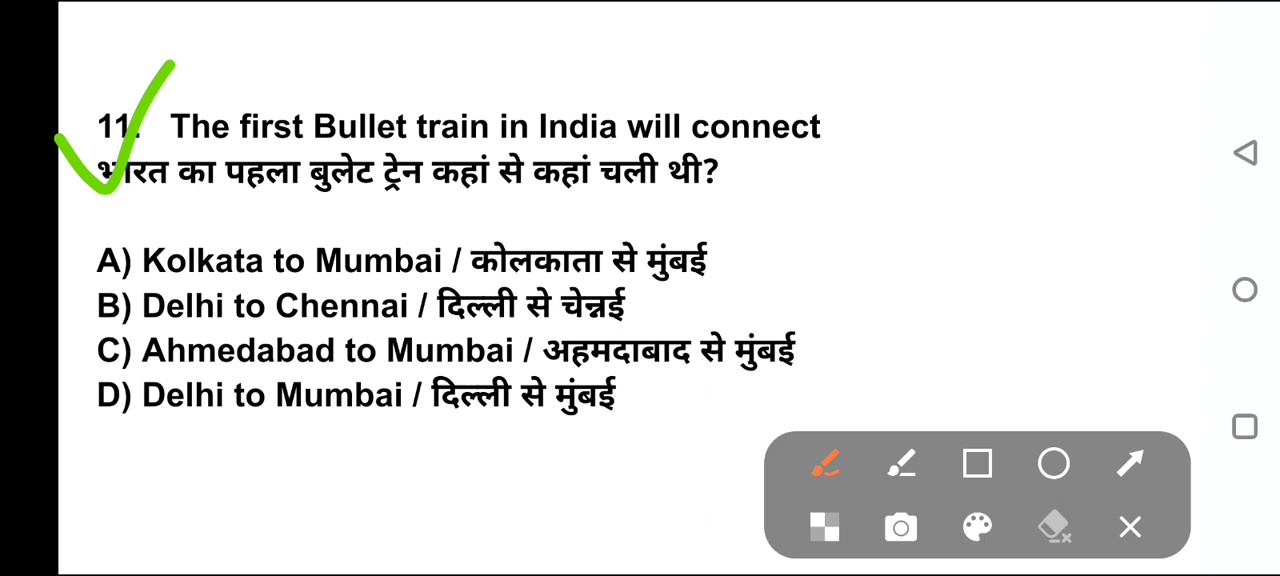 11. The first Bullet train in India will connect
भारत का पहला बुलेट ट्रेन कहां से कहां चली थी?
A) Kolkata to Mumbai / कोलकाता से मुंबई
B) Delhi to Chennai / दिल्ली से चेन्नई
C) Ahmedabad to Mumbai / अहमदाबाद से मुंबई
D) Delhi to Mumbai / दिल्ली से मुंबई